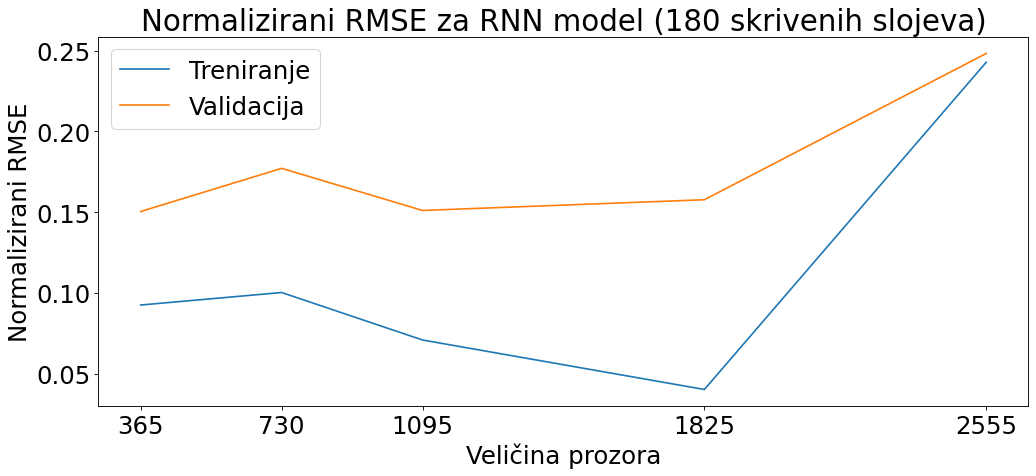 Normalizirani RMSE za RNN model (180 skrivenih slojeva)
0.25
0.20
0.15
0.10
0.05
Normalizirani RMSE
Treniranje
Validacija
365 730 1095 1825 2555
Veličina prozora